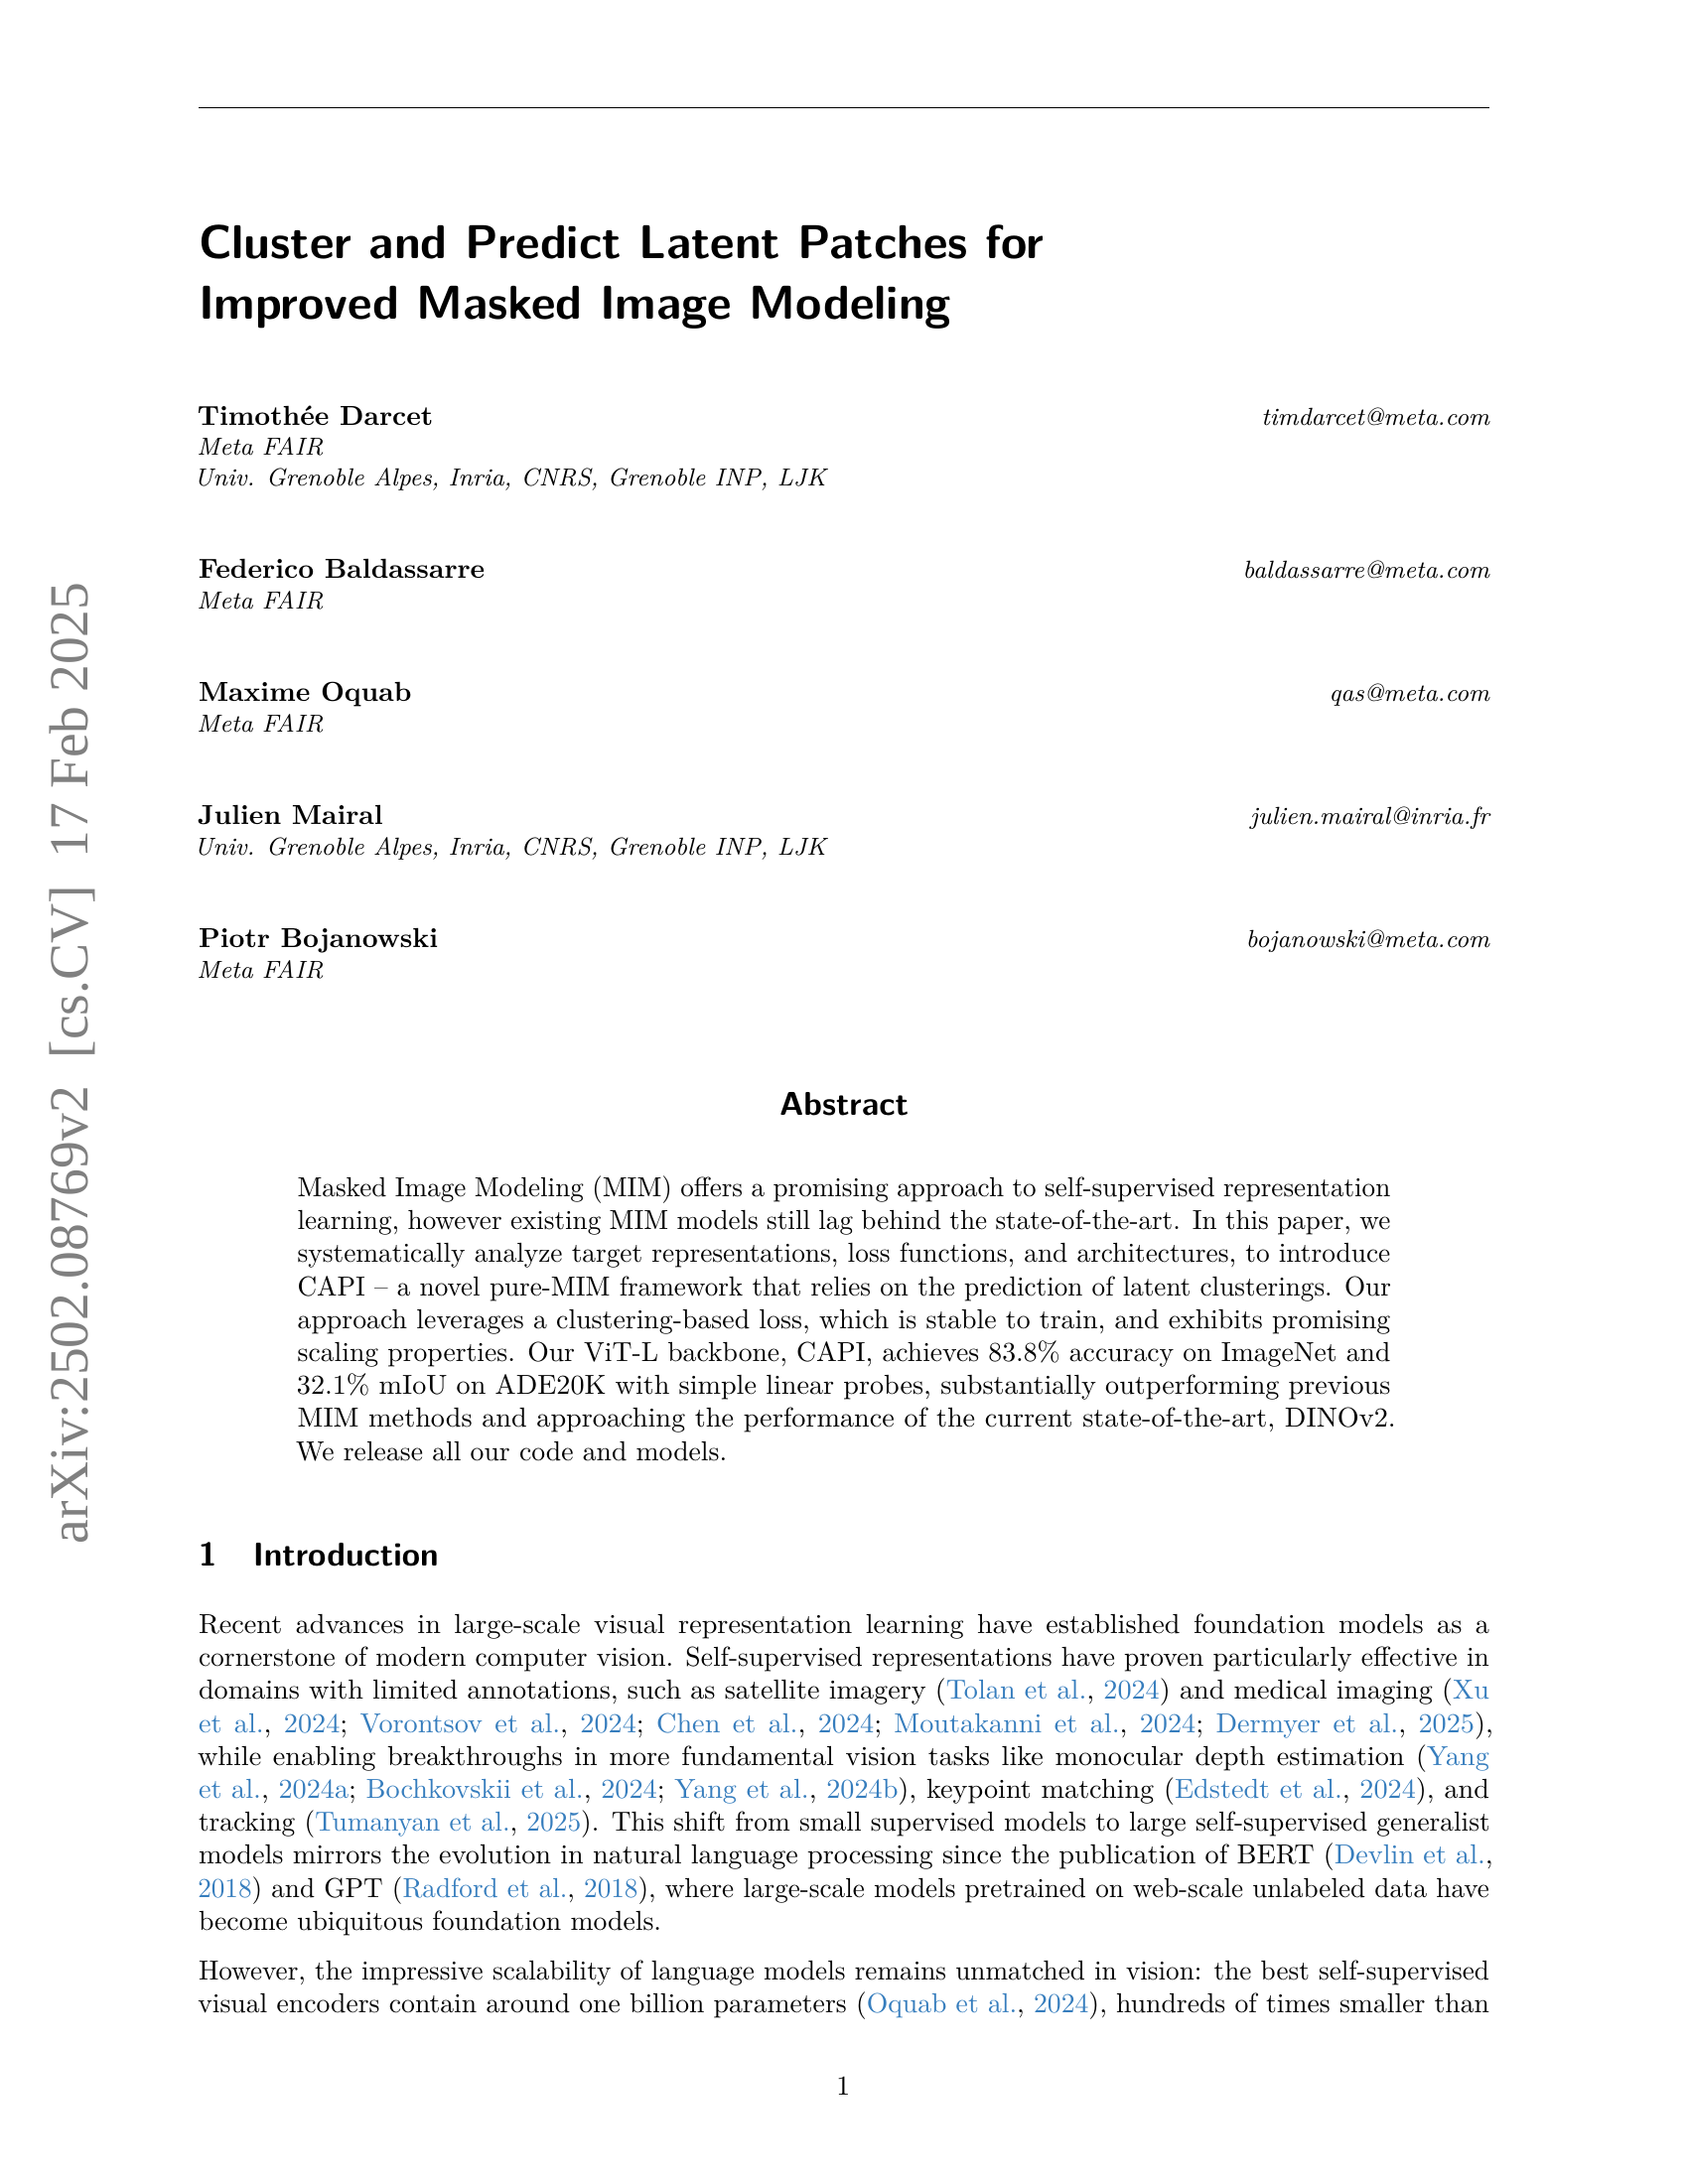 Cluster and Predict Latent Patches for
Improved Masked Image Modeling
Timothée Darcet timdarcet@meta.com
Meta FAIR
Univ. Grenoble Alpes, Inria, CNRS, Grenoble INP, LJK
Federico Baldassarre baldassarre@meta.com
Meta FAIR
Maxime Oquab qas@meta.com
Meta FAIR
Julien Mairal julien.mairal@inria.fr
Univ. Grenoble Alpes, Inria, CNRS, Grenoble INP, LJK
Piotr Bojanowski bojanowski@meta.com
Meta FAIR
arXiv:2502.08769v2 [cs.CV] 17 Feb 2025
Abstract
Masked Image Modeling (MIM) offers a promising approach to self-supervised representation
learning, however existing MIM models still lag behind the state-of-the-art. In this paper, we
systematically analyze target representations, loss functions, and architectures, to introduce
CAPI – a novel pure-MIM framework that relies on the prediction of latent clusterings. Our
approach leverages a clustering-based loss, which is stable to train, and exhibits promising
scaling properties. Our ViT-L backbone, CAPI, achieves 83.8% accuracy on ImageNet and
32.1% mIoU on ADE20K with simple linear probes, substantially outperforming previous
MIM methods and approaching the performance of the current state-of-the-art, DINOv2.
We release all our code and models.
1 Introduction
Recent advances in large-scale visual representation learning have established foundation models as a
cornerstone of modern computer vision. Self-supervised representations have proven particularly effective in
domains with limited annotations, such as satellite imagery (Tolan et al., 2024) and medical imaging (Xu
et al., 2024; Vorontsov et al., 2024; Chen et al., 2024; Moutakanni et al., 2024; Dermyer et al., 2025),
while enabling breakthroughs in more fundamental vision tasks like monocular depth estimation (Yang
et al., 2024a; Bochkovskii et al., 2024; Yang et al., 2024b), keypoint matching (Edstedt et al., 2024), and
tracking (Tumanyan et al., 2025). This shift from small supervised models to large self-supervised generalist
models mirrors the evolution in natural language processing since the publication of BERT (Devlin et al.,
2018) and GPT (Radford et al., 2018), where large-scale models pretrained on web-scale unlabeled data have
become ubiquitous foundation models.
However, the impressive scalability of language models remains unmatched in vision: the best self-supervised
visual encoders contain around one billion parameters (Oquab et al., 2024), hundreds of times smaller than
1